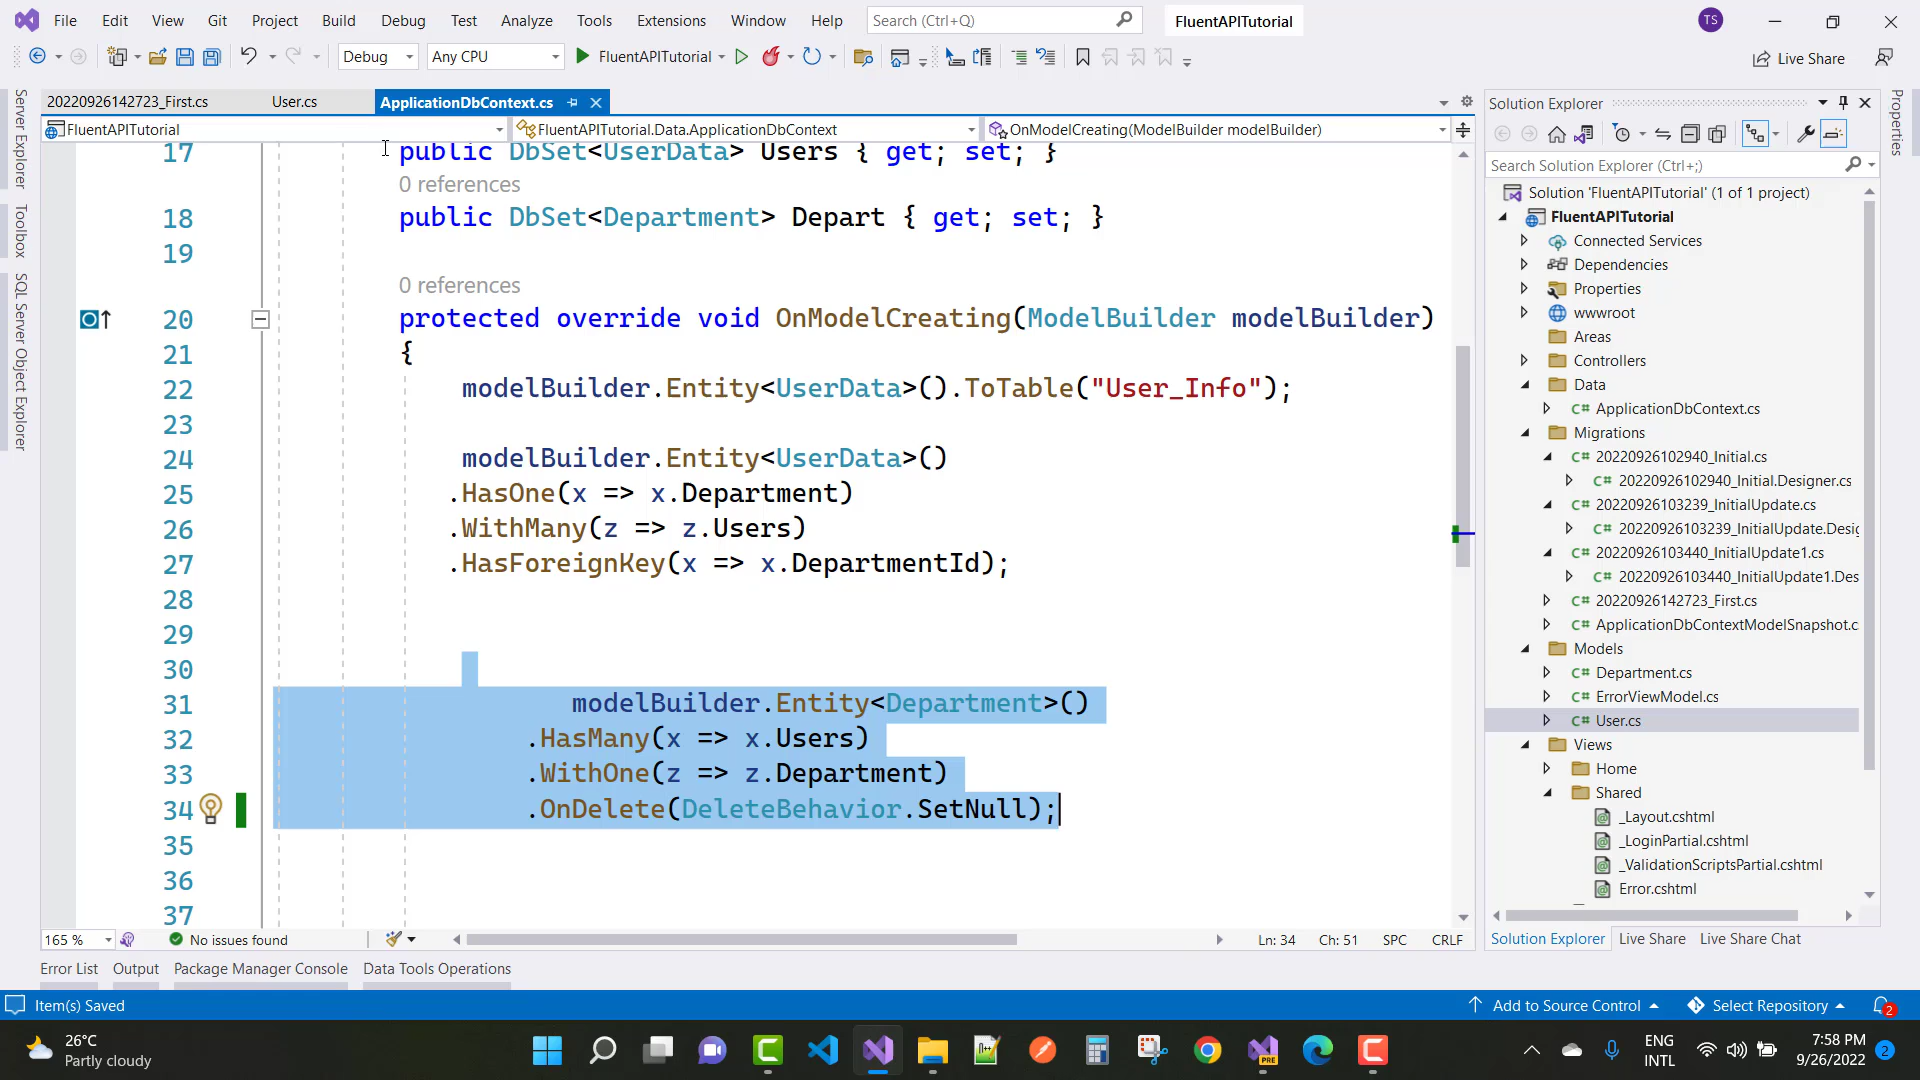 File Edit View Git Project Build Debug Test Analyze Tools Extensions Window Help Search (Ctrl+Q) FluentAPITutorial TS
Debug Any CPU FluentAPITutorial Live Share
20220926142723_First.cs User.cs ApplicationDbContext.cs
FluentAPITutorial FluentAPITutorial.Data.ApplicationDbContext OnModelCreating(ModelBuilder modelBuilder)
Server Explorer
Toolbox
SQL Server Object Explorer
17 public DbSet<UserData> Users { get; set; }
0 references
18 public DbSet<Department> Depart { get; set; }
19
0 references
20 protected override void OnModelCreating(ModelBuilder modelBuilder)
21 {
22 modelBuilder.Entity<UserData>().ToTable("User_Info");
23
24 modelBuilder.Entity<UserData>()
25 .HasOne(x => x.Department)
26 .WithMany(z => z.Users)
27 .HasForeignKey(x => x.DepartmentId);
28
29
30
31 modelBuilder.Entity<Department>()
32 .HasMany(x => x.Users)
33 .WithOne(z => z.Department)
34 .OnDelete(DeleteBehavior.SetNull);
35
36
37
165 % No issues found Ln: 34 Ch: 51 SPC CRLF
Error List Output Package Manager Console Data Tools Operations
Solution Explorer
Search Solution Explorer (Ctrl+;)
Solution 'FluentAPITutorial' (1 of 1 project)
FluentAPITutorial
Connected Services
Dependencies
Properties
wwwroot
Areas
Controllers
Data
C# ApplicationDbContext.cs
Migrations
C# 20220926102940_Initial.cs
C# 20220926102940_Initial.Designer.cs
C# 20220926103239_InitialUpdate.cs
C# 20220926103239_InitialUpdate.Desig
C# 20220926103440_InitialUpdate1.cs
C# 20220926103440_InitialUpdate1.Des
C# 20220926142723_First.cs
C# ApplicationDbContextModelSnapshot.c
Models
C# Department.cs
C# ErrorViewModel.cs
C# User.cs
Views
Home
Shared
_Layout.cshtml
_LoginPartial.cshtml
_ValidationScriptsPartial.cshtml
Error.cshtml
Solution Explorer Live Share Live Share Chat
Properties
Item(s) Saved Add to Source Control Select Repository 2
26°C
Partly cloudy
PRE
ENG
INTL
7:58 PM
9/26/2022
2